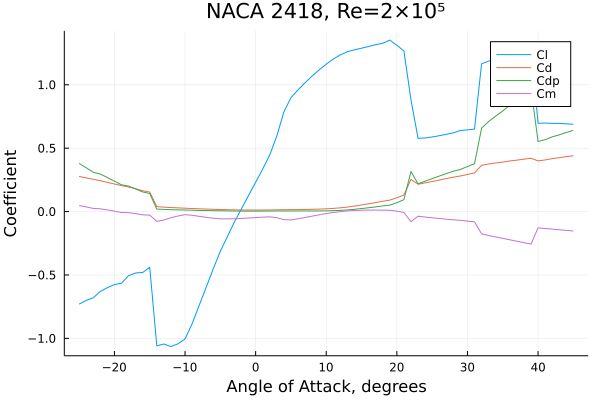 NACA 2418, Re=2×10⁵
Cl
Cd
Cdp
Cm
1.0
0.5
0.0
−0.5
−1.0
Coefficient
−20
−10
0
10
20
30
40
Angle of Attack, degrees